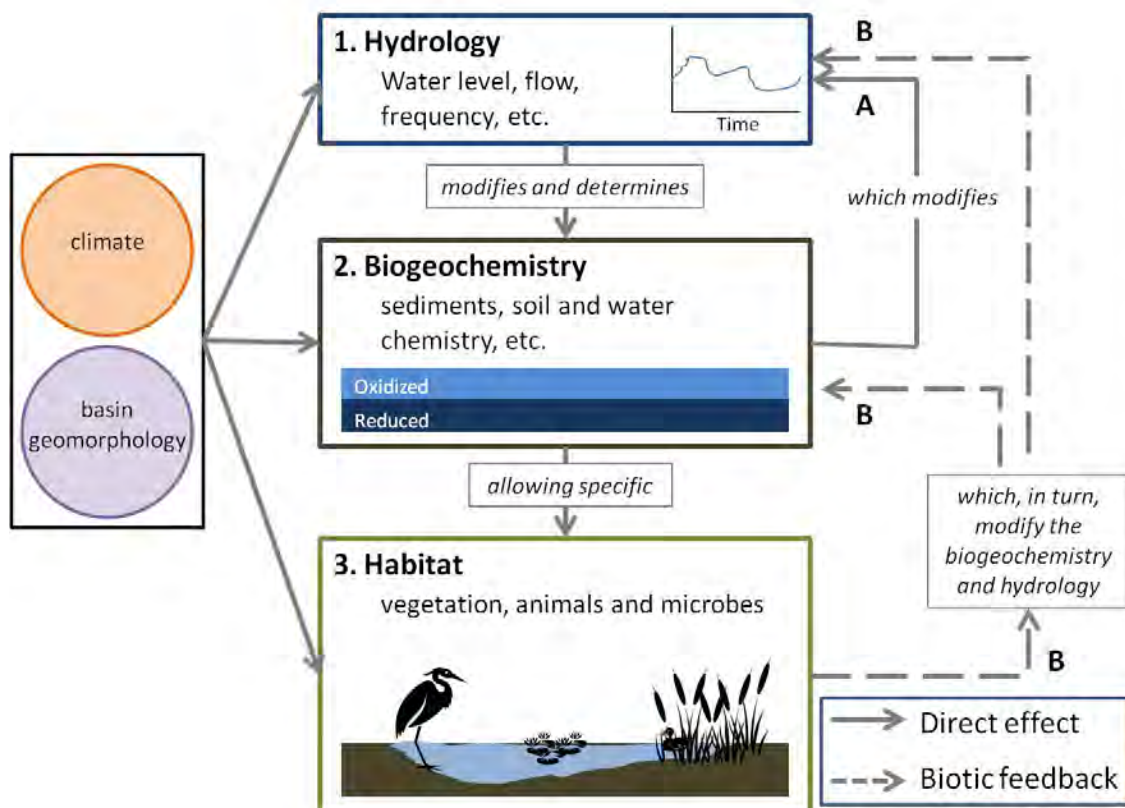 1. Hydrology
Water level, flow,
frequency, etc.
Time
B
A
modifies and determines
which modifies
climate
basin
geomorphology
2. Biogeochemistry
sediments, soil and water
chemistry, etc.
Oxidized
Reduced
B
allowing specific
which, in turn,
modify the
biogeochemistry
and hydrology
3. Habitat
vegetation, animals and microbes
B
Direct effect
Biotic feedback